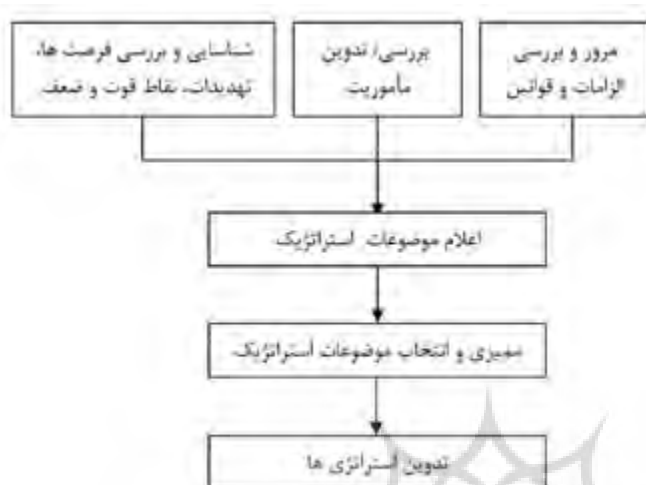 مرور و بررسی
الزامات و قوانین
بررسی/ تدوین
مأموریت
شناسایی و بررسی فرصت ها،
تهدیدات، نقاط قوت و ضعف
اعلام موضوعات استراتژیک
ممیزی و انتخاب موضوعات استراتژیک
تدوین استراتژی ها